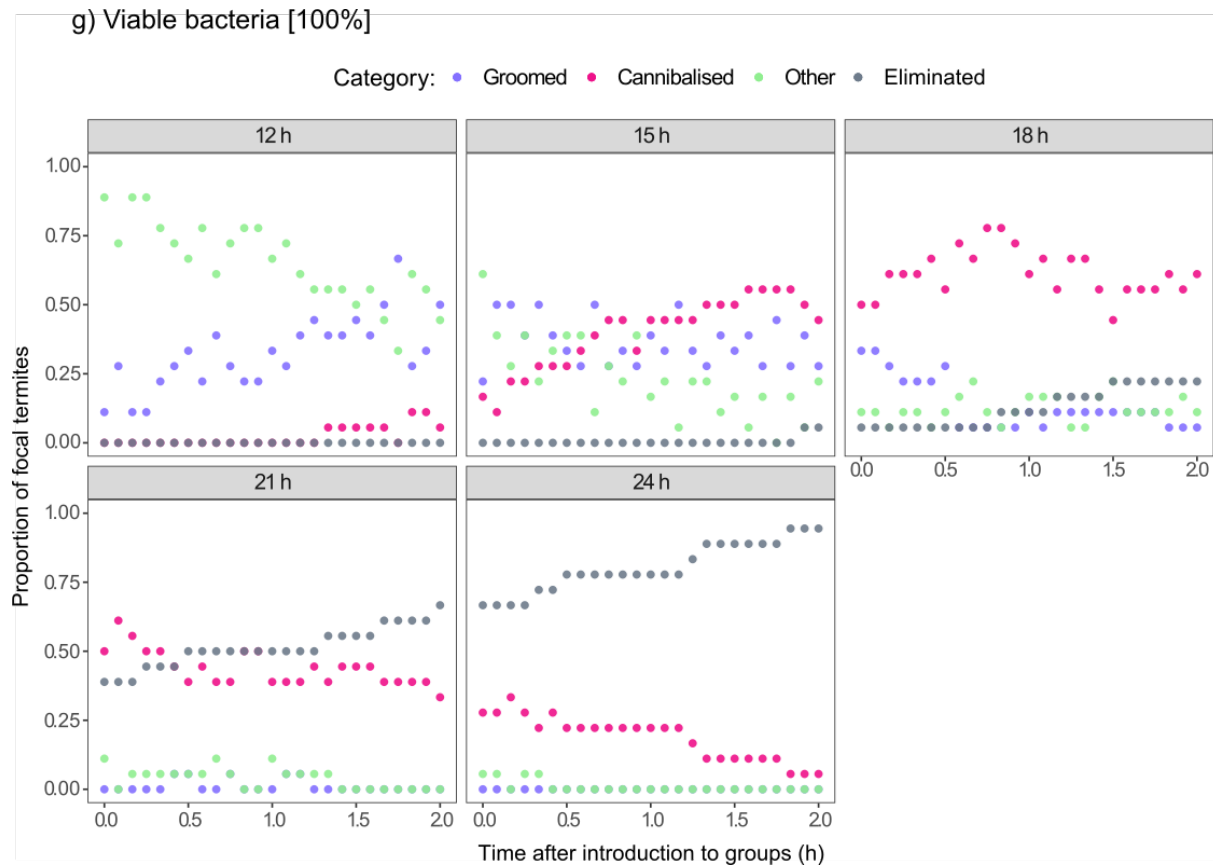 g) Viable bacteria [100%]
Category: Groomed Cannibalised Other Eliminated
12 h 15 h 18 h
1.00
0.75
0.50
0.25
0.00
0.0 0.5 1.0 1.5 2.0
21 h 24 h
1.00
0.75
0.50
0.25
0.00
0.0 0.5 1.0 1.5 2.0 0.0 0.5 1.0 1.5 2.0
Proportion of focal termites
Time after introduction to groups (h)